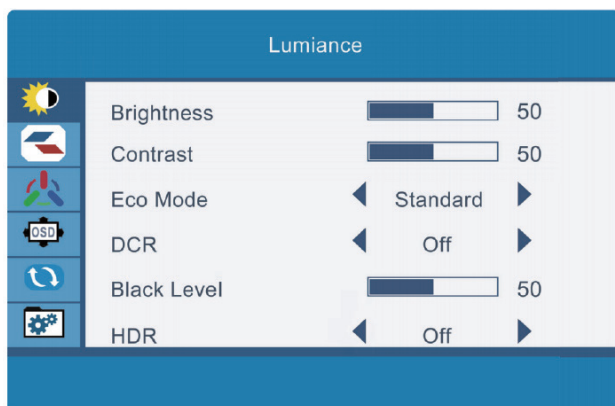 Lumiance
Brightness 50
Contrast 50
Eco Mode Standard
OSD
DCR Off
Black Level 50
HDR Off